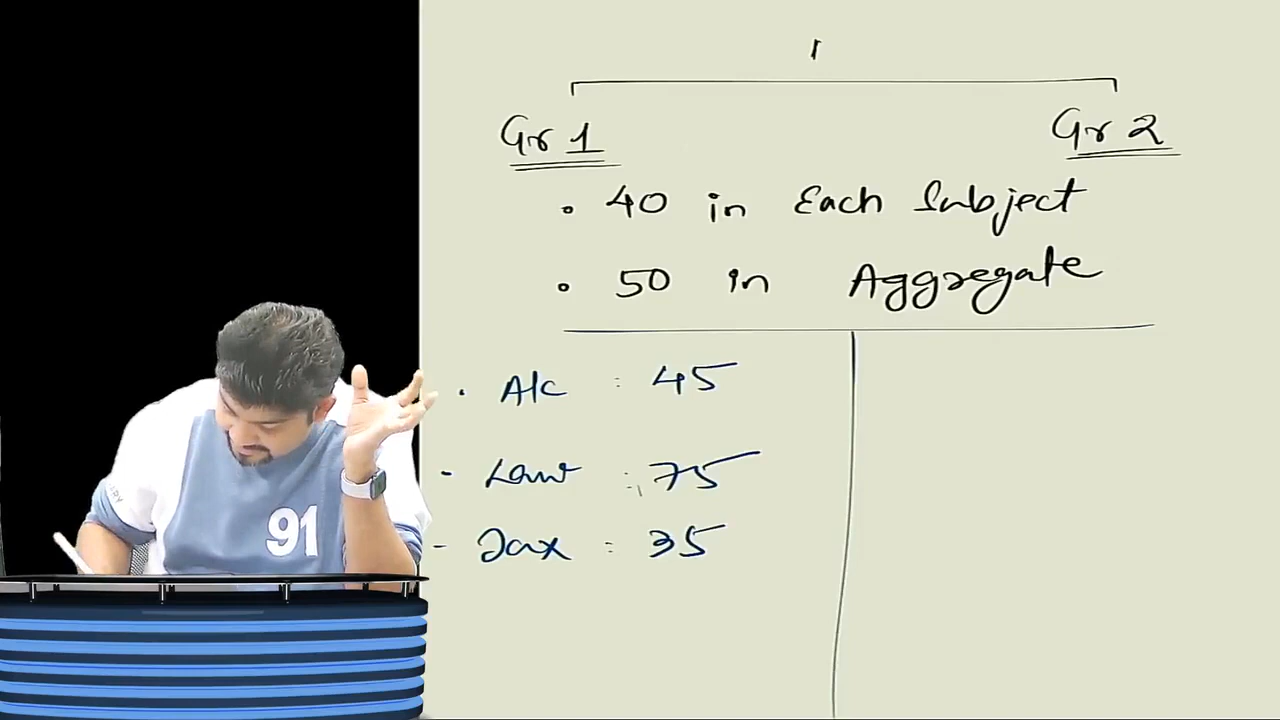 Gr 1
Gr 2
• 40 in Each Subject
• 50 in Aggregate
• A/c : 45
- Law : 75
- Tax : 35
91